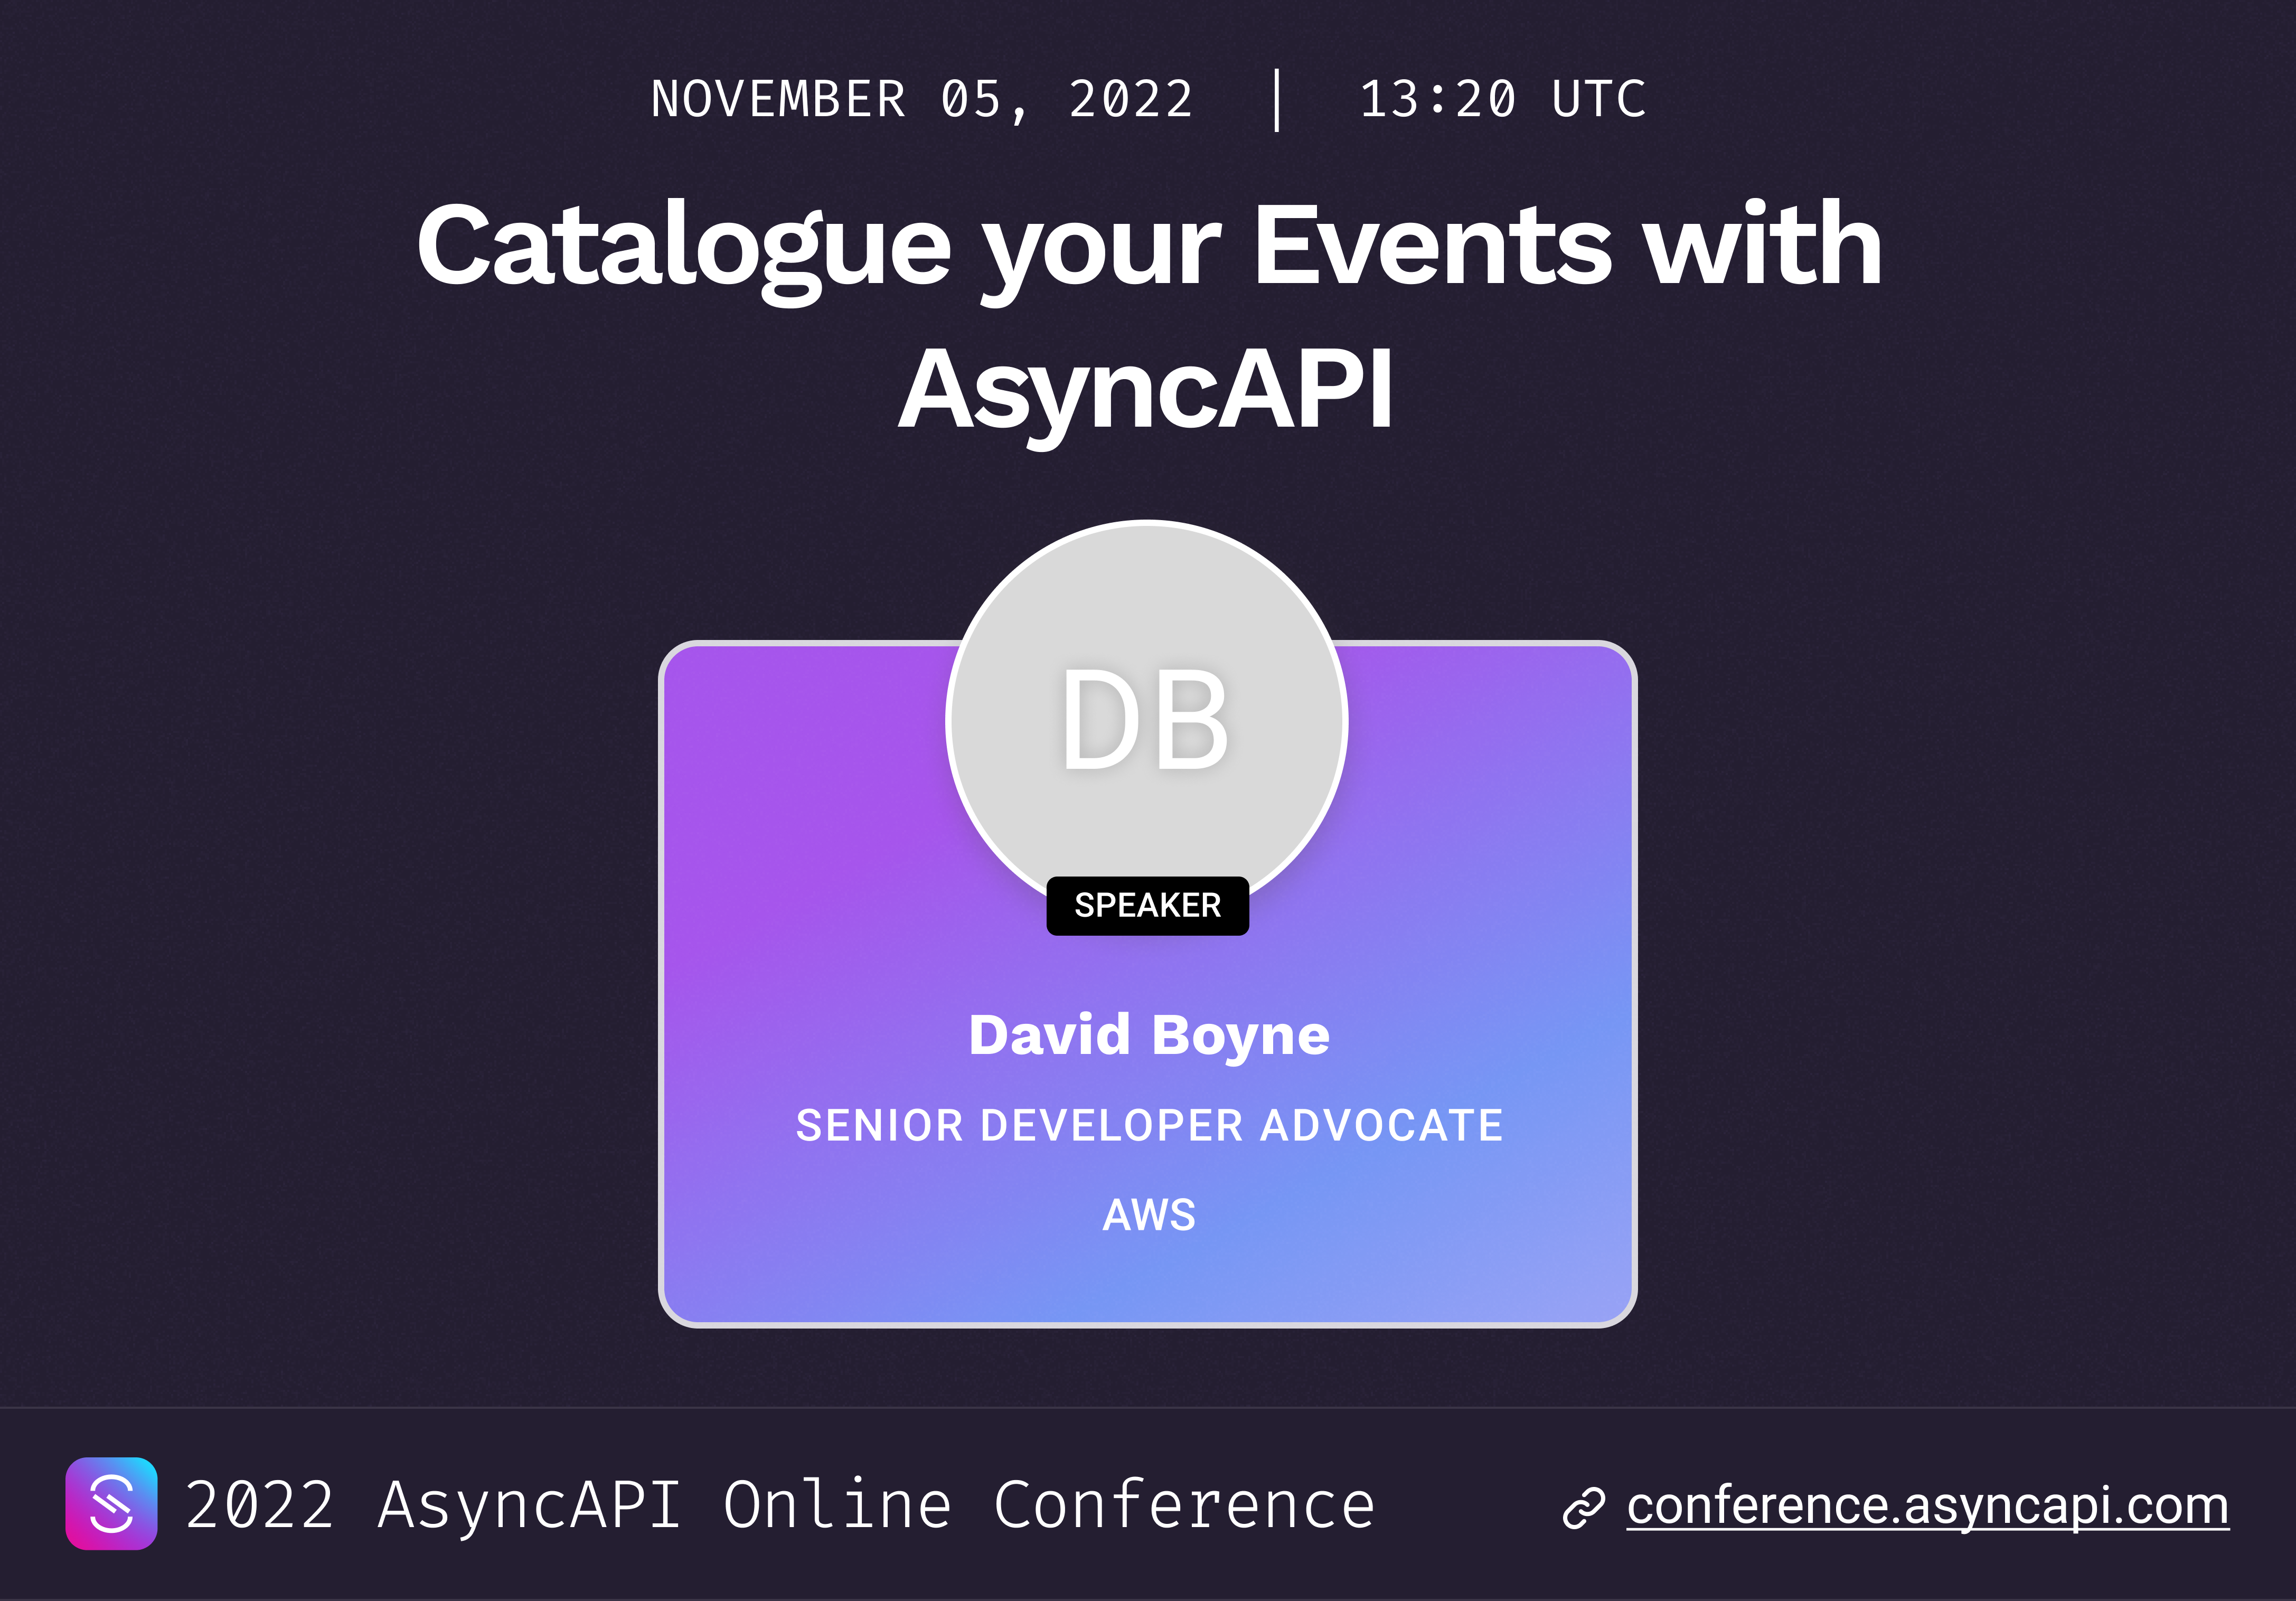 NOVEMBER 05, 2022 | 13:20 UTC
Catalogue your Events with
AsyncAPI
DB
SPEAKER
David Boyne
SENIOR DEVELOPER ADVOCATE
AWS
2022 AsyncAPI Online Conference
conference.asyncapi.com